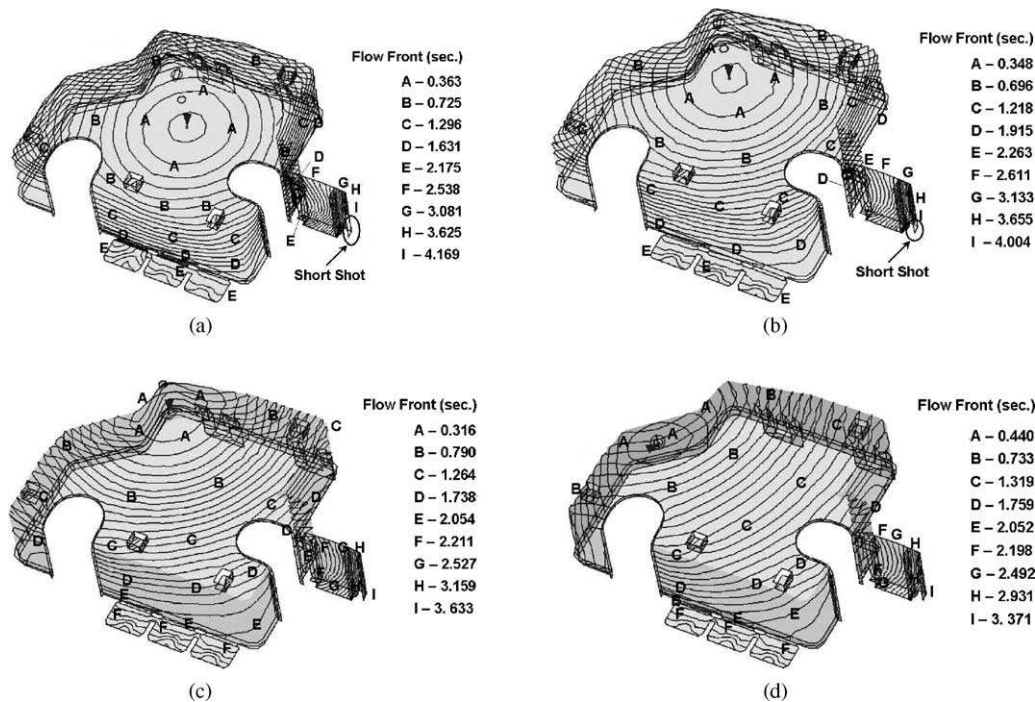 Flow Front (sec.)
A – 0.363
B – 0.725
C – 1.296
D – 1.631
E – 2.175
F – 2.538
G – 3.081
H – 3.625
I – 4.169
A
B
B
A
B
A
A
A
B
B
B
B
B
C
C
C
C
C
C
D
D
D
D
D
E
E
E
E
F
F
G
H
I
Short Shot
(a)
Flow Front (sec.)
A – 0.348
B – 0.696
C – 1.218
D – 1.915
E – 2.263
F – 2.611
G – 3.133
H – 3.655
I – 4.004
A
A
A
A
B
B
B
B
B
C
C
C
C
C
D
D
D
D
D
E
E
E
E
F
G
H
I
Short Shot
(b)
Flow Front (sec.)
A – 0.316
B – 0.790
C – 1.264
D – 1.738
E – 2.054
F – 2.211
G – 2.527
H – 3.159
I – 3. 633
A
A
A
A
B
B
B
B
C
C
C
C
C
D
D
D
D
D
D
E
E
E
F
F
F
F
G
G
H
I
(c)
Flow Front (sec.)
A – 0.440
B – 0.733
C – 1.319
D – 1.759
E – 2.052
F – 2.198
G – 2.492
H – 2.931
I – 3. 371
A
A
A
B
B
B
B
C
C
C
C
D
D
D
D
E
E
E
F
F
F
F
G
G
H
I
(d)